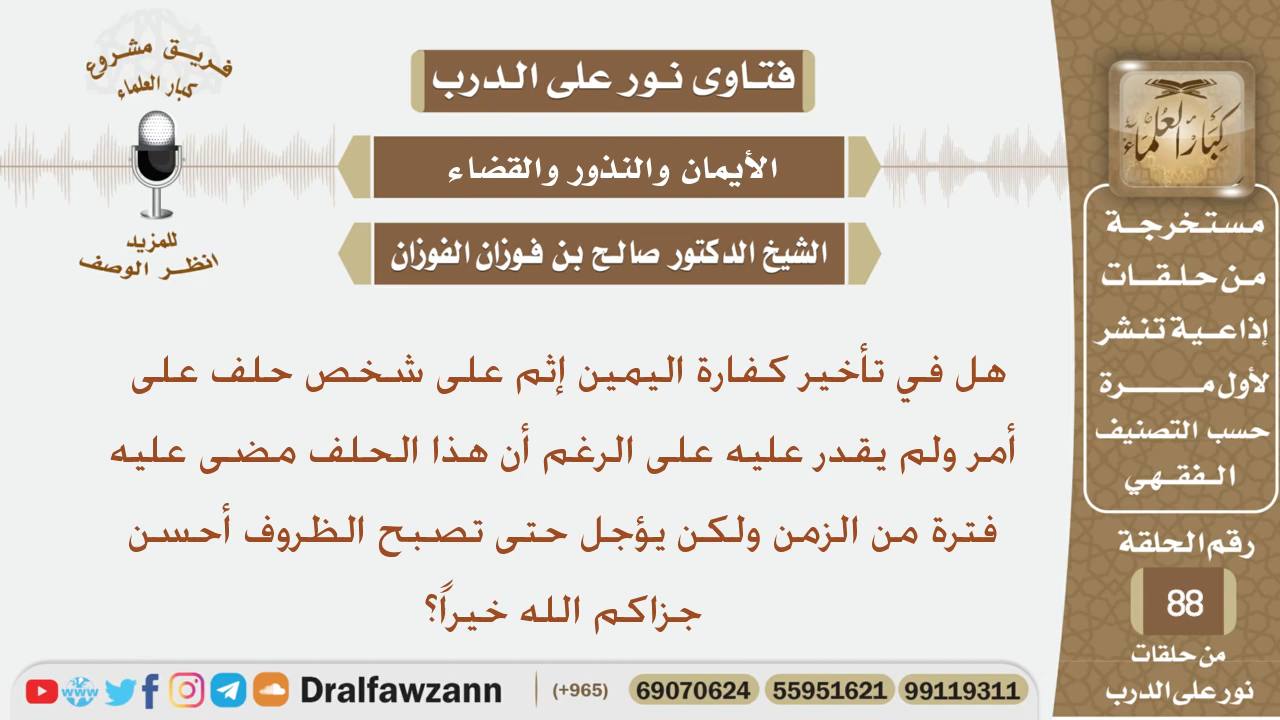 فريق مشروع
كبار العلماء
للمزيد
انظر الوصف
فتاوى نور على الدرب
الأيمان والنذور والقضاء
الشيخ الدكتور صالح بن فوزان الفوزان
هل في تأخير كفارة اليمين إثم على شخص حلف على
أمر ولم يقدر عليه على الرغم أن هذا الحلف مضى عليه
فترة من الزمن ولكن يؤجل حتى تصبح الظروف أحسن
جزاكم الله خيراً؟
كبار العلماء
مستخرجة
من حلقات
إذاعية تنشر
لأول مرة
حسب التصنيف
الفقهي
رقم الحلقة
88
من حلقات
نور على الدرب
www
Dralfawzann
(+965) 69070624 55951621 99119311